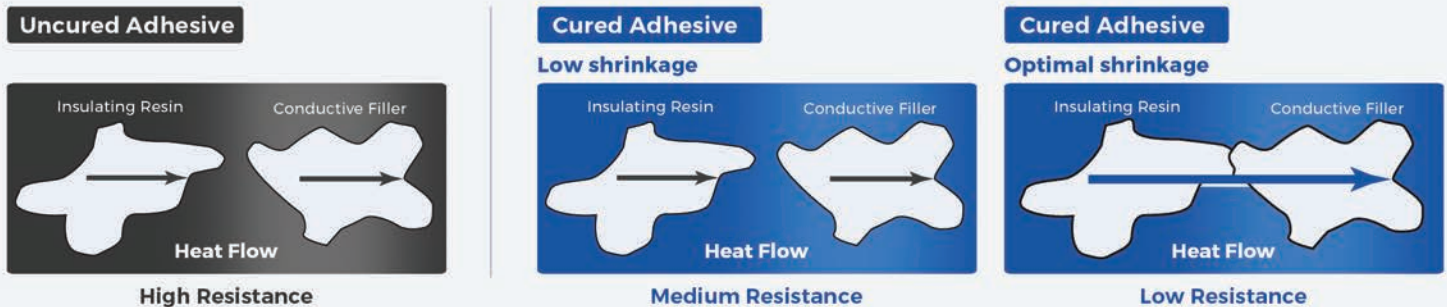 Uncured Adhesive
Insulating Resin
Conductive Filler
Heat Flow
High Resistance
Cured Adhesive
Low shrinkage
Insulating Resin
Conductive Filler
Heat Flow
Medium Resistance
Cured Adhesive
Optimal shrinkage
Insulating Resin
Conductive Filler
Heat Flow
Low Resistance